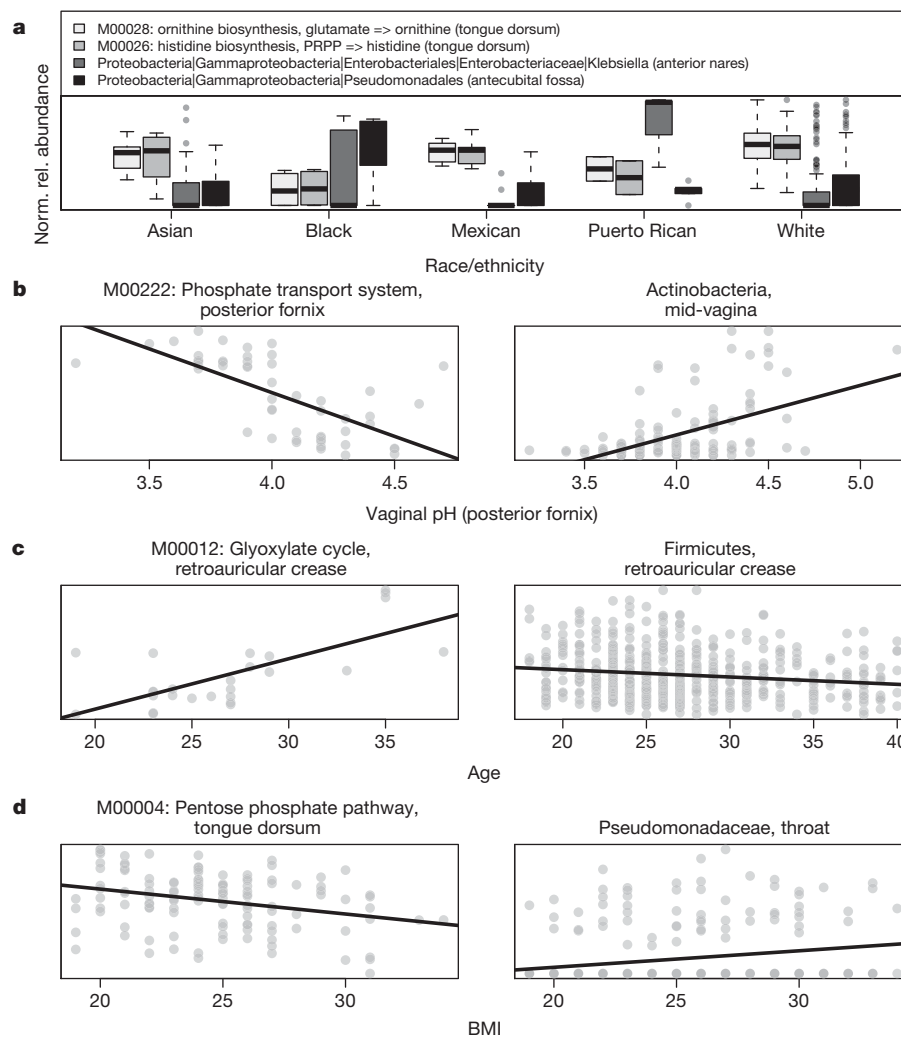 a
M00028: ornithine biosynthesis, glutamate => ornithine (tongue dorsum)
M00026: histidine biosynthesis, PRPP => histidine (tongue dorsum)
Proteobacteria|Gammaproteobacteria|Enterobacteriales|Enterobacteriaceae|Klebsiella (anterior nares)
Proteobacteria|Gammaproteobacteria|Pseudomonadales (antecubital fossa)
Norm. rel. abundance
Asian Black Mexican Puerto Rican White
Race/ethnicity
b
M00222: Phosphate transport system,
posterior fornix
Actinobacteria,
mid-vagina
3.5 4.0 4.5
3.5 4.0 4.5 5.0
Vaginal pH (posterior fornix)
c
M00012: Glyoxylate cycle,
retroauricular crease
Firmicutes,
retroauricular crease
20 25 30 35
20 25 30 35 40
Age
d
M00004: Pentose phosphate pathway,
tongue dorsum
Pseudomonadaceae, throat
20 25 30
20 25 30
BMI